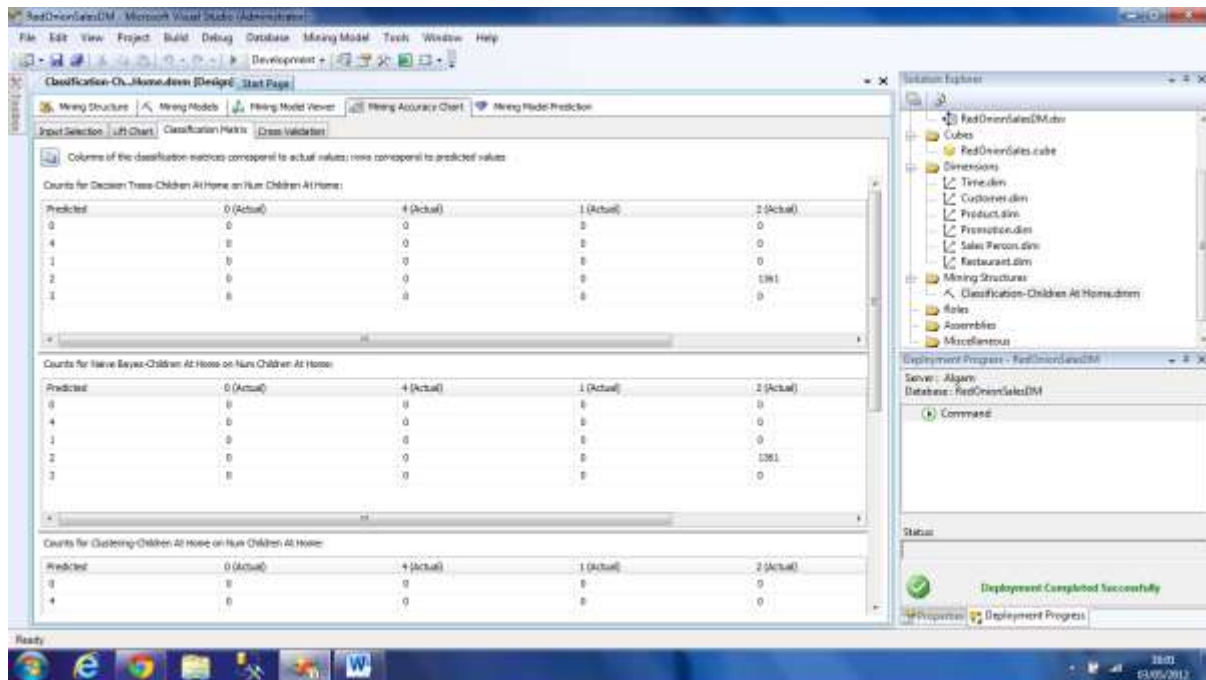 RedOnionSalesDM - Microsoft Visual Studio (Administrator)
File Edit View Project Build Debug Database Mining Model Tools Window Help
Development
Classification-Ch...Home.dmm [Design] Start Page
Mining Structure Mining Models Mining Model Viewer Mining Accuracy Chart Mining Model Prediction
Input Selection Lift Chart Classification Matrix Cross Validation
Columns of the classification matrices correspond to actual values; rows correspond to predicted values
Counts for Decision Trees-Children At Home on Num Children At Home:
Predicted 0 (Actual) 4 (Actual) 1 (Actual) 2 (Actual)
0 0 0 0 0
4 0 0 0 0
1 0 0 0 0
2 0 0 0 1361
3 0 0 0 0
Counts for Naive Bayes-Children At Home on Num Children At Home:
Predicted 0 (Actual) 4 (Actual) 1 (Actual) 2 (Actual)
0 0 0 0 0
4 0 0 0 0
1 0 0 0 0
2 0 0 0 1361
3 0 0 0 0
Counts for Clustering-Children At Home on Num Children At Home:
Predicted 0 (Actual) 4 (Actual) 1 (Actual) 2 (Actual)
0 0 0 0 0
4 0 0 0 0
Ready
Toolbox
Solution Explorer
RedOnionSalesDM.dsv
Cubes
RedOnionSales.cube
Dimensions
Time.dim
Customer.dim
Product.dim
Promotion.dim
Sales Person.dim
Restaurant.dim
Mining Structures
Classification-Children At Home.dmm
Roles
Assemblies
Miscellaneous
Deployment Progress - RedOnionSalesDM
Server : Algam
Database : RedOnionSalesDM
Command
Status
Deployment Completed Successfully
Properties Deployment Progress
03/05/2012